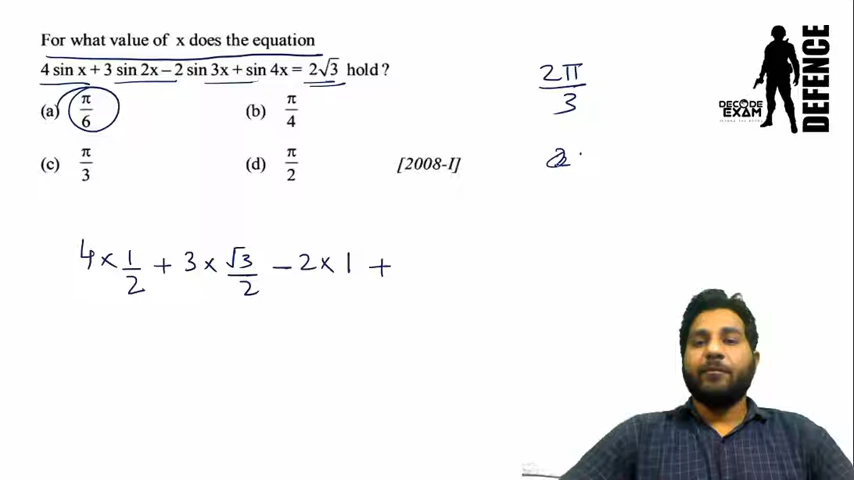 For what value of x does the equation
4 sin x + 3 sin 2x – 2 sin 3x + sin 4x = 2√3 hold ?
(a) π/6 (b) π/4
(c) π/3 (d) π/2 [2008-I]
2π/3
4 × 1/2 + 3 × √3/2 – 2 × 1 +
DECODE EXAM
DEFENCE